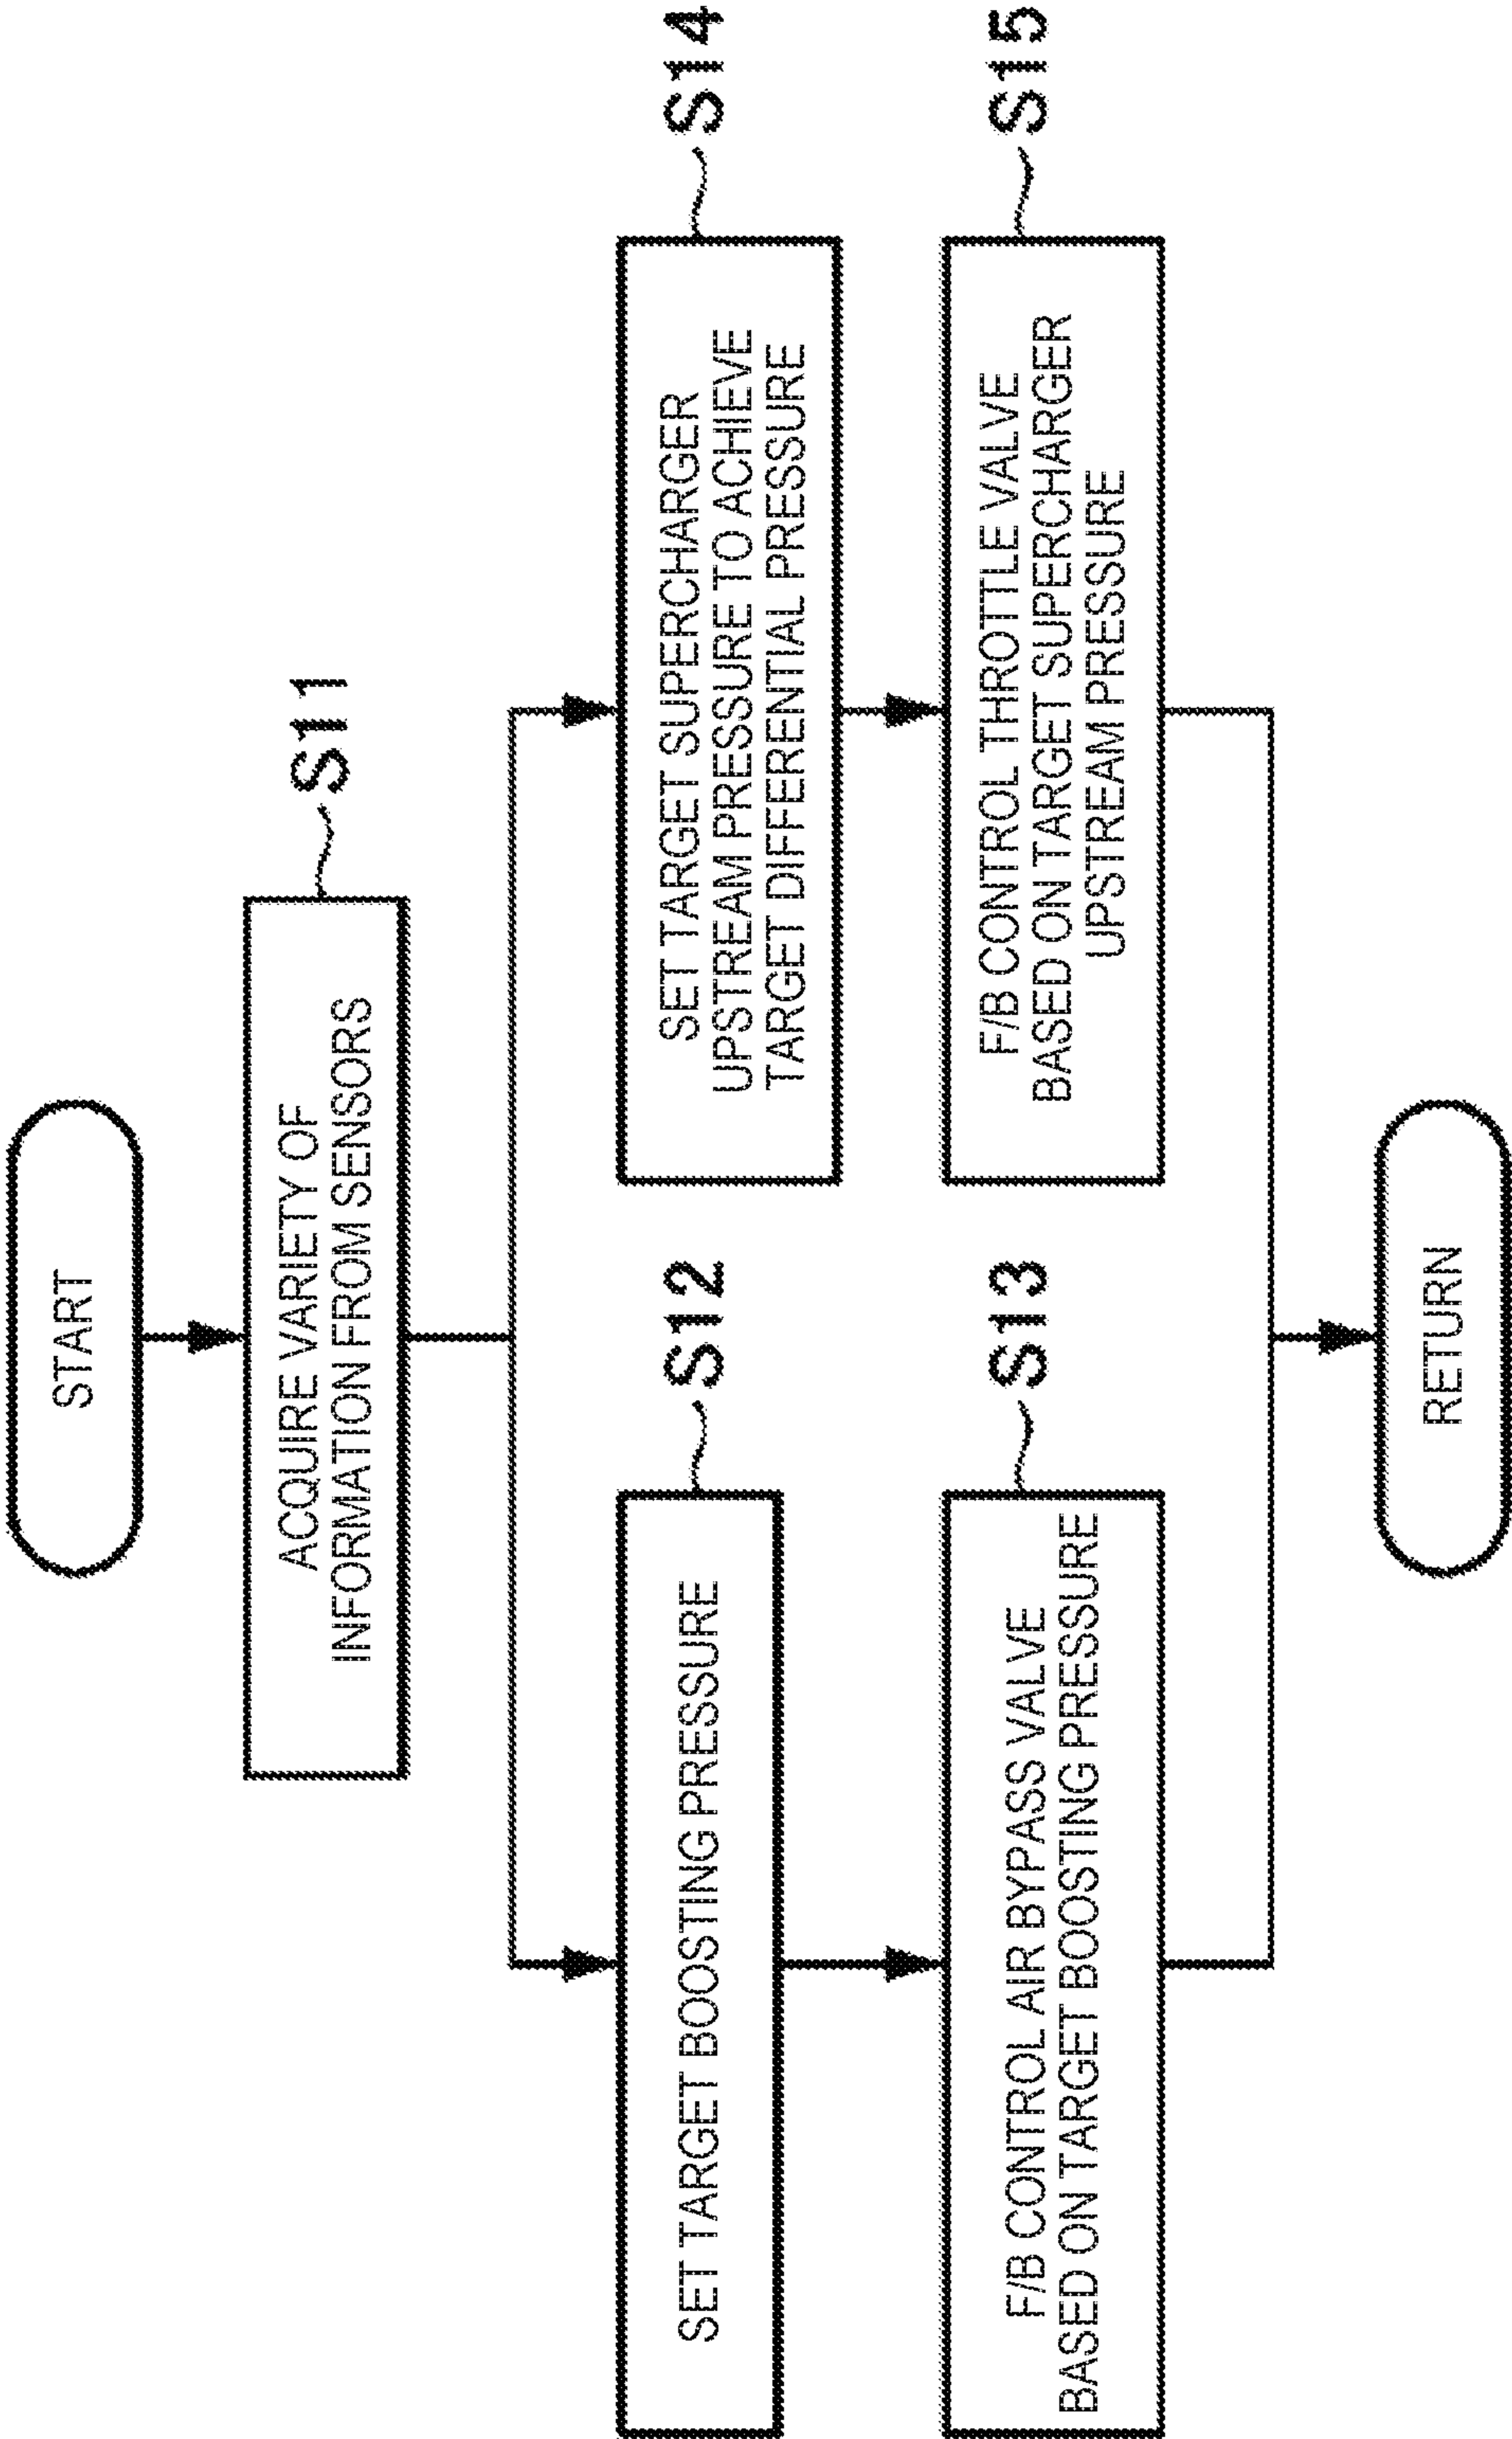 START
ACQUIRE VARIETY OF
INFORMATION FROM SENSORS
S11
SET TARGET BOOSTING PRESSURE
S12
F/B CONTROL AIR BYPASS VALVE
BASED ON TARGET BOOSTING PRESSURE
S13
SET TARGET SUPERCHARGER
UPSTREAM PRESSURE TO ACHIEVE
TARGET DIFFERENTIAL PRESSURE
S14
F/B CONTROL THROTTLE VALVE
BASED ON TARGET SUPERCHARGER
UPSTREAM PRESSURE
S15
RETURN